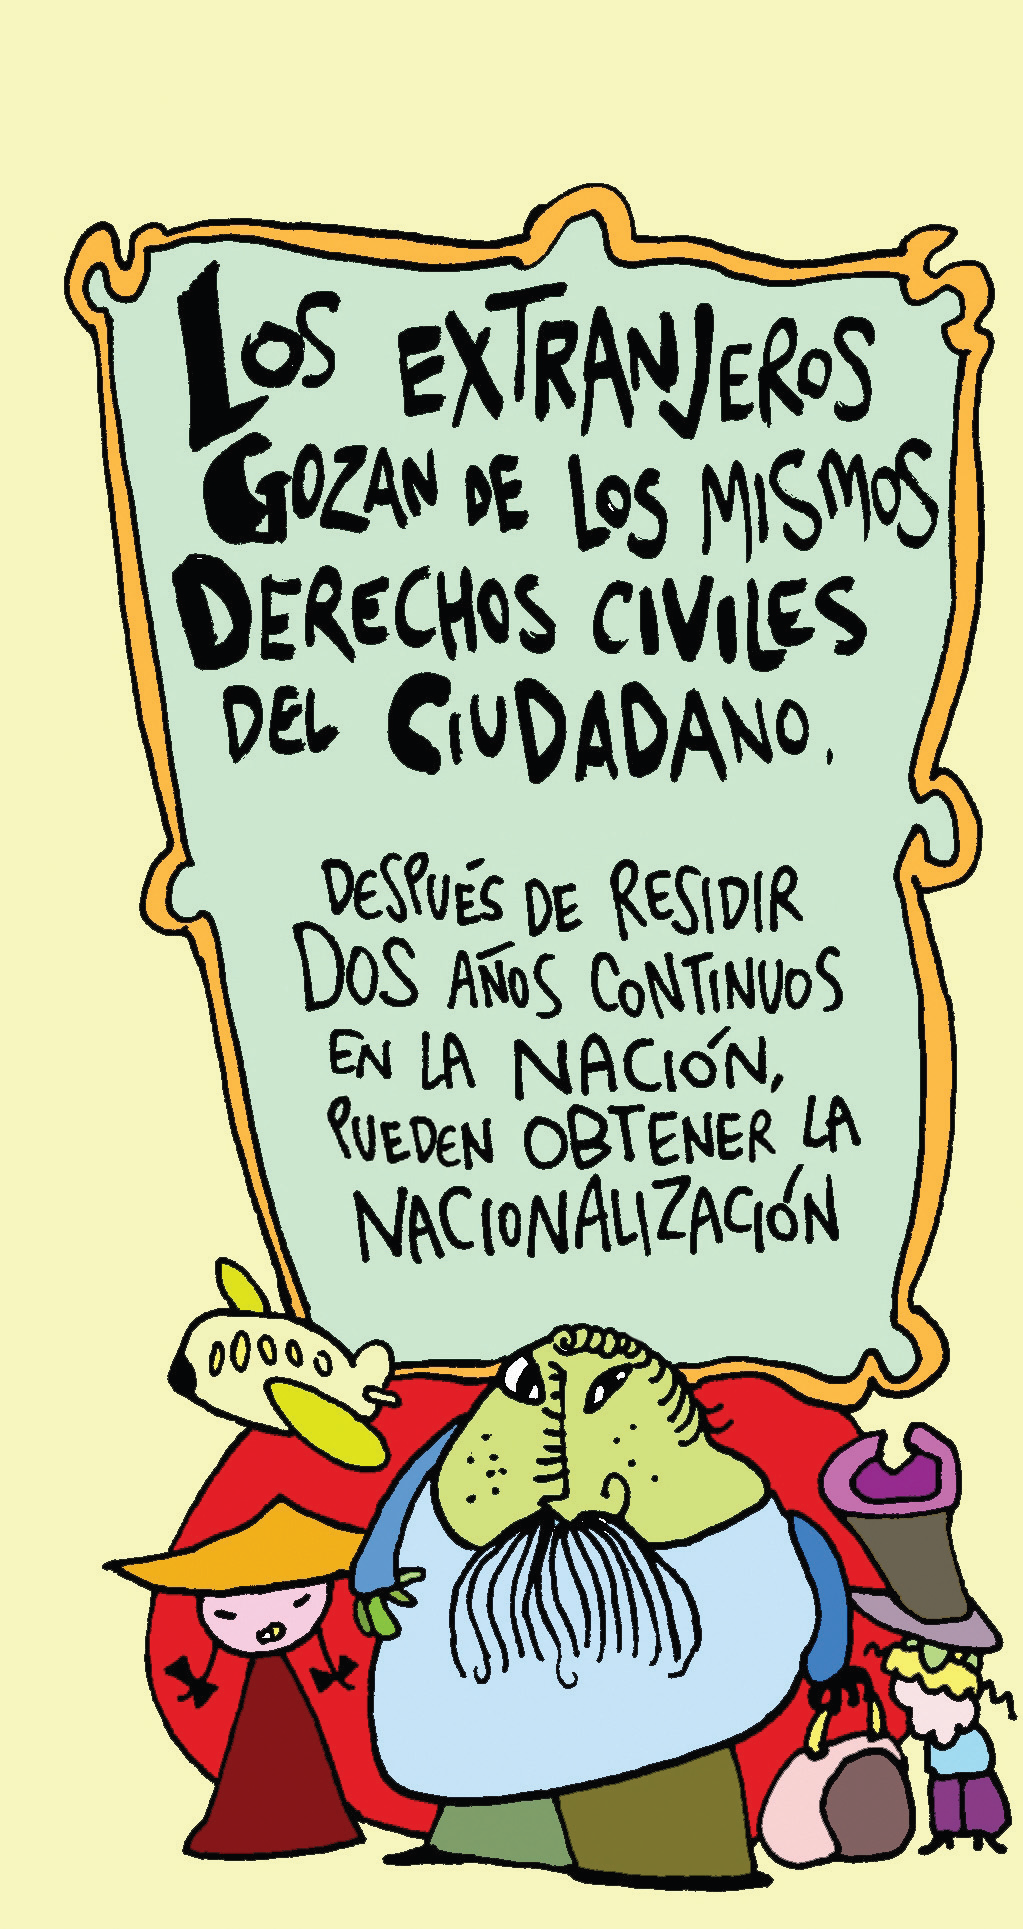 LOS EXTRANJEROS
GOZAN DE LOS MISMOS
DERECHOS CIVILES
DEL CIUDADANO.
DESPUÉS DE RESIDIR
DOS AÑOS CONTINUOS
EN LA NACIÓN,
PUEDEN OBTENER LA
NACIONALIZACIÓN